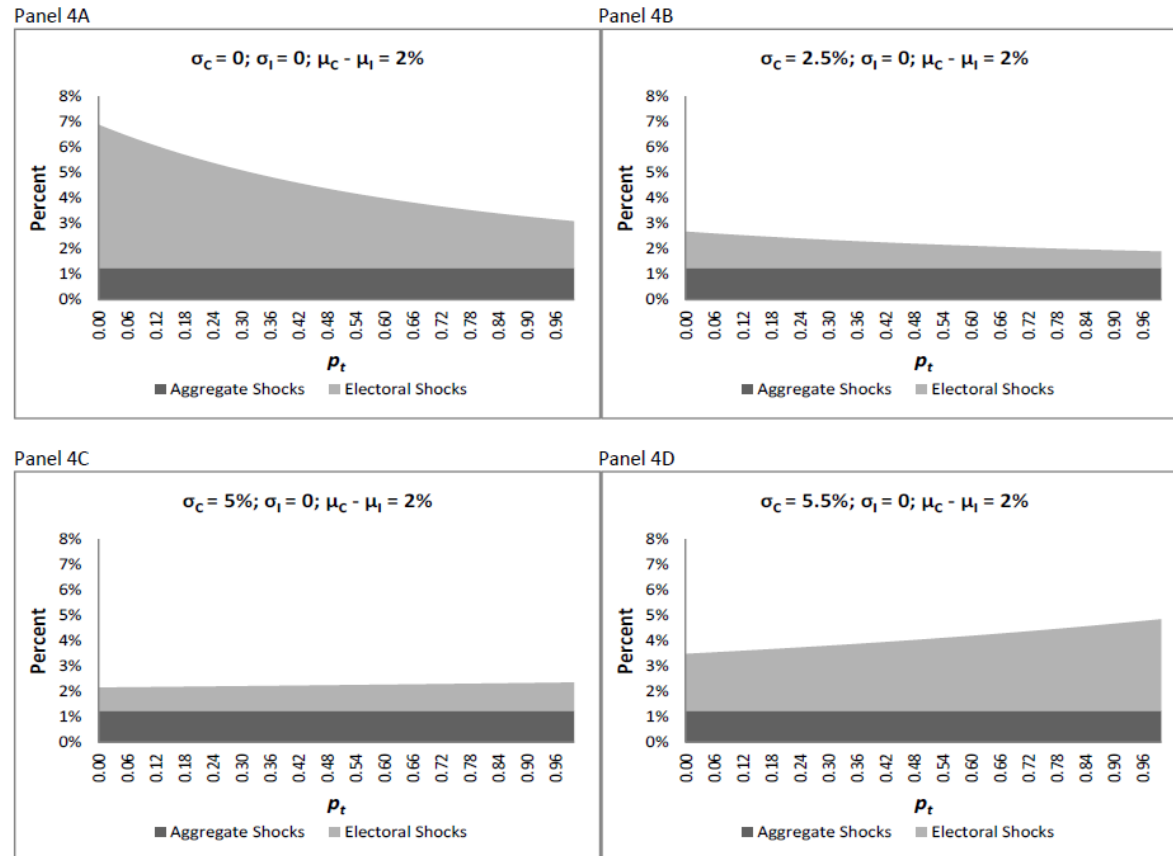 Panel 4A
σC = 0; σI = 0; μC - μI = 2%
8%
7%
6%
5%
4%
3%
2%
1%
0%
Percent
0.00 0.06 0.12 0.18 0.24 0.30 0.36 0.42 0.48 0.54 0.60 0.66 0.72 0.78 0.84 0.90 0.96
pt
Aggregate Shocks Electoral Shocks
Panel 4B
σC = 2.5%; σI = 0; μC - μI = 2%
8%
7%
6%
5%
4%
3%
2%
1%
0%
Percent
0.00 0.06 0.12 0.18 0.24 0.30 0.36 0.42 0.48 0.54 0.60 0.66 0.72 0.78 0.84 0.90 0.96
pt
Aggregate Shocks Electoral Shocks
Panel 4C
σC = 5%; σI = 0; μC - μI = 2%
8%
7%
6%
5%
4%
3%
2%
1%
0%
Percent
0.00 0.06 0.12 0.18 0.24 0.30 0.36 0.42 0.48 0.54 0.60 0.66 0.72 0.78 0.84 0.90 0.96
pt
Aggregate Shocks Electoral Shocks
Panel 4D
σC = 5.5%; σI = 0; μC - μI = 2%
8%
7%
6%
5%
4%
3%
2%
1%
0%
Percent
0.00 0.06 0.12 0.18 0.24 0.30 0.36 0.42 0.48 0.54 0.60 0.66 0.72 0.78 0.84 0.90 0.96
pt
Aggregate Shocks Electoral Shocks